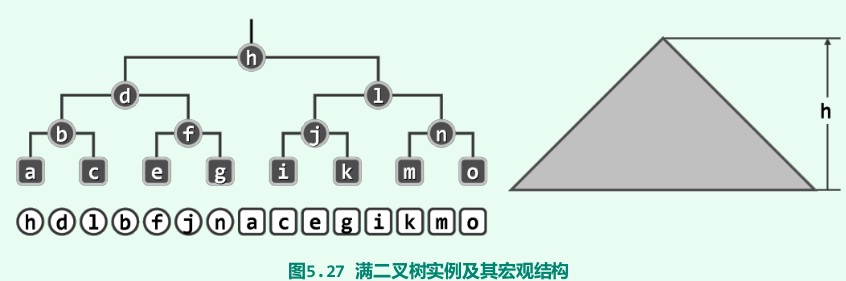 h
d l
b f j n
a c e g i k m o
h d l b f j n a c e g i k m o
h
图5.27 满二叉树实例及其宏观结构